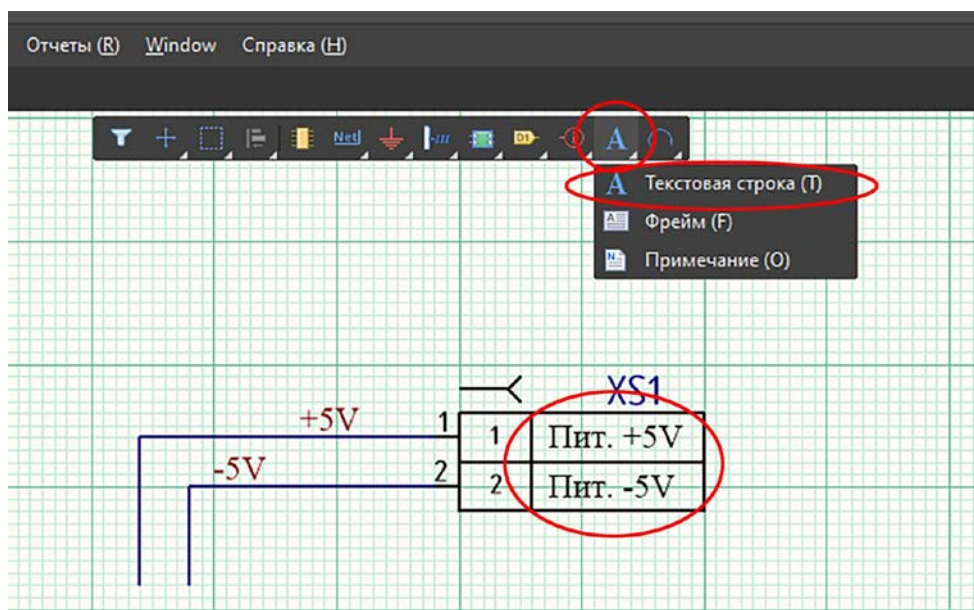 Отчеты (R) Window Справка (H)
Net D1 i A
A Текстовая строка (T)
Фрейм (F)
Примечание (O)
XS1
+5V 1 1 Пит. +5V
-5V 2 2 Пит. -5V